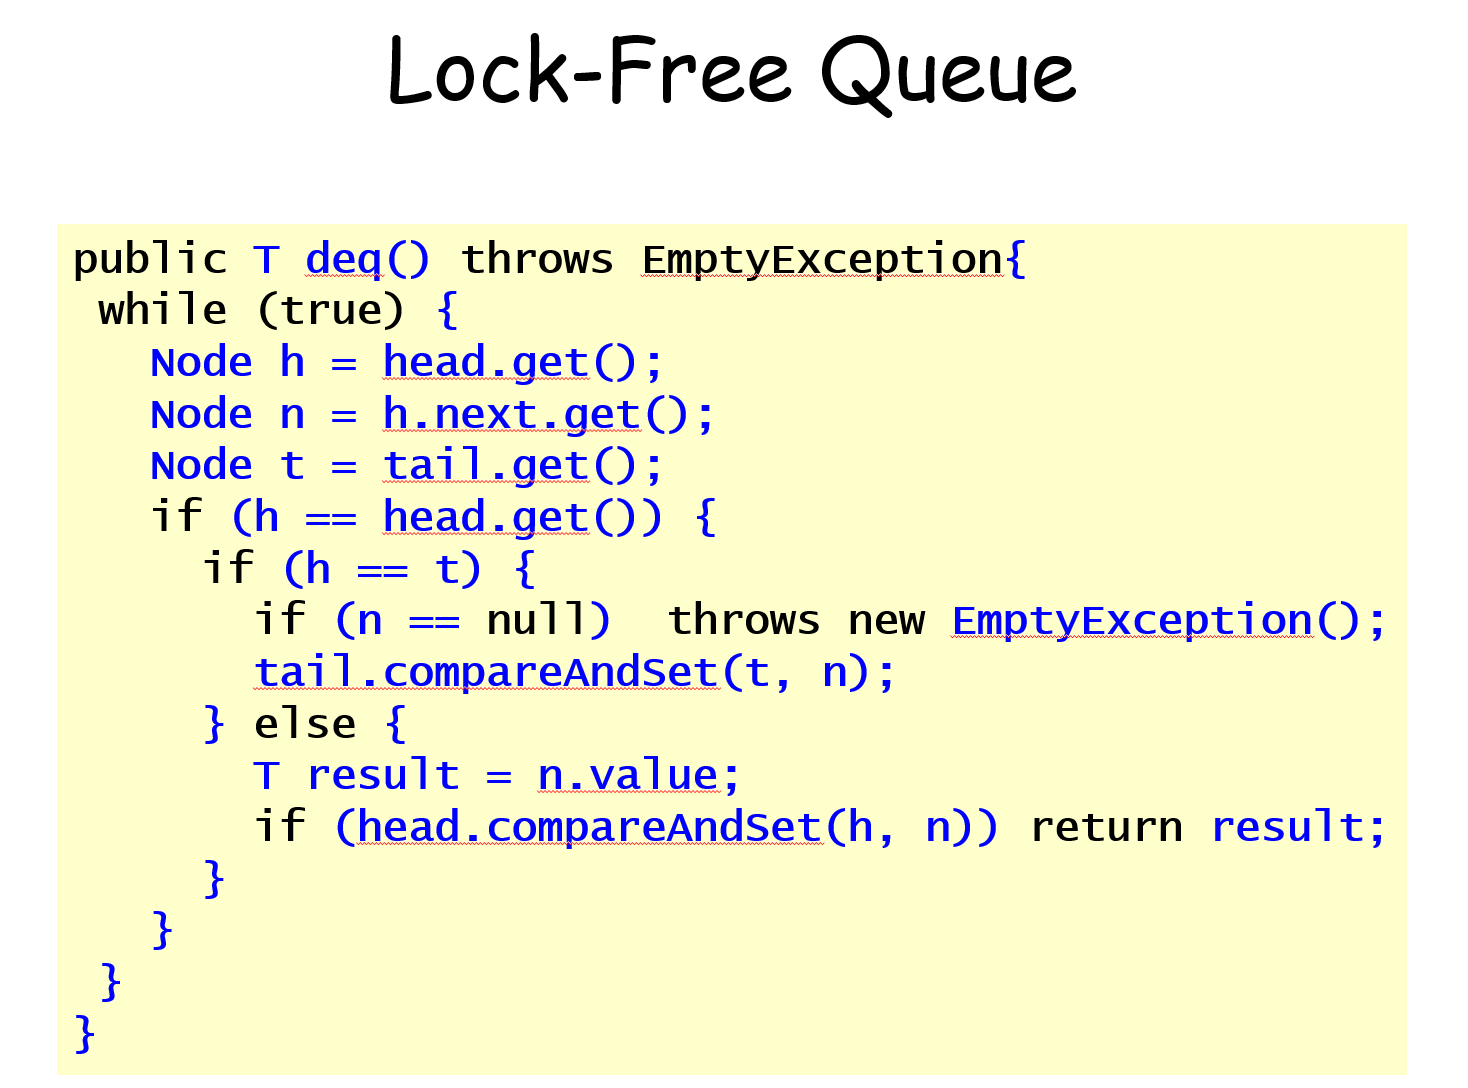 Lock-Free Queue
public T deq() throws EmptyException{
while (true) {
Node h = head.get();
Node n = h.next.get();
Node t = tail.get();
if (h == head.get()) {
if (h == t) {
if (n == null)  throws new EmptyException();
tail.compareAndSet(t, n);
} else {
T result = n.value;
if (head.compareAndSet(h, n)) return result;
}
}
}
}